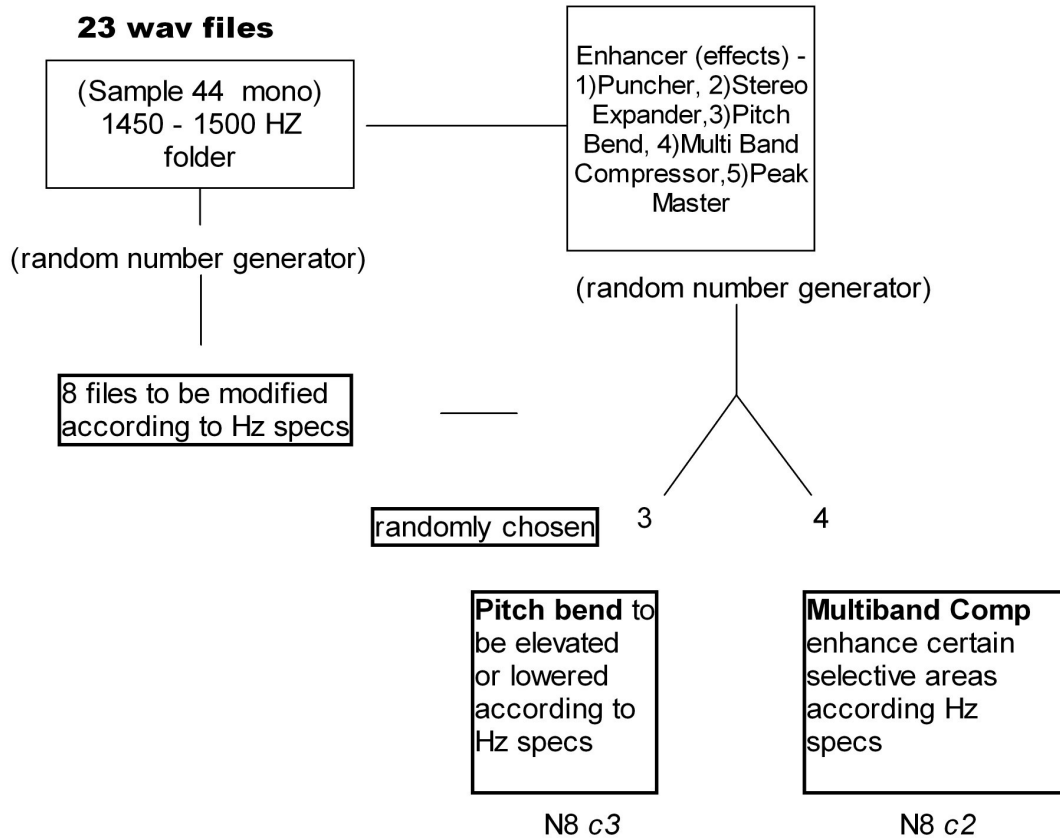 23 wav files
(Sample 44 mono)
1450 - 1500 HZ
folder
Enhancer (effects) -
1)Puncher, 2)Stereo
Expander,3)Pitch
Bend, 4)Multi Band
Compressor,5)Peak
Master
(random number generator)
(random number generator)
8 files to be modified
according to Hz specs
randomly chosen
3
4
Pitch bend to
be elevated
or lowered
according to
Hz specs
Multiband Comp
enhance certain
selective areas
according Hz
specs
N8 c3
N8 c2